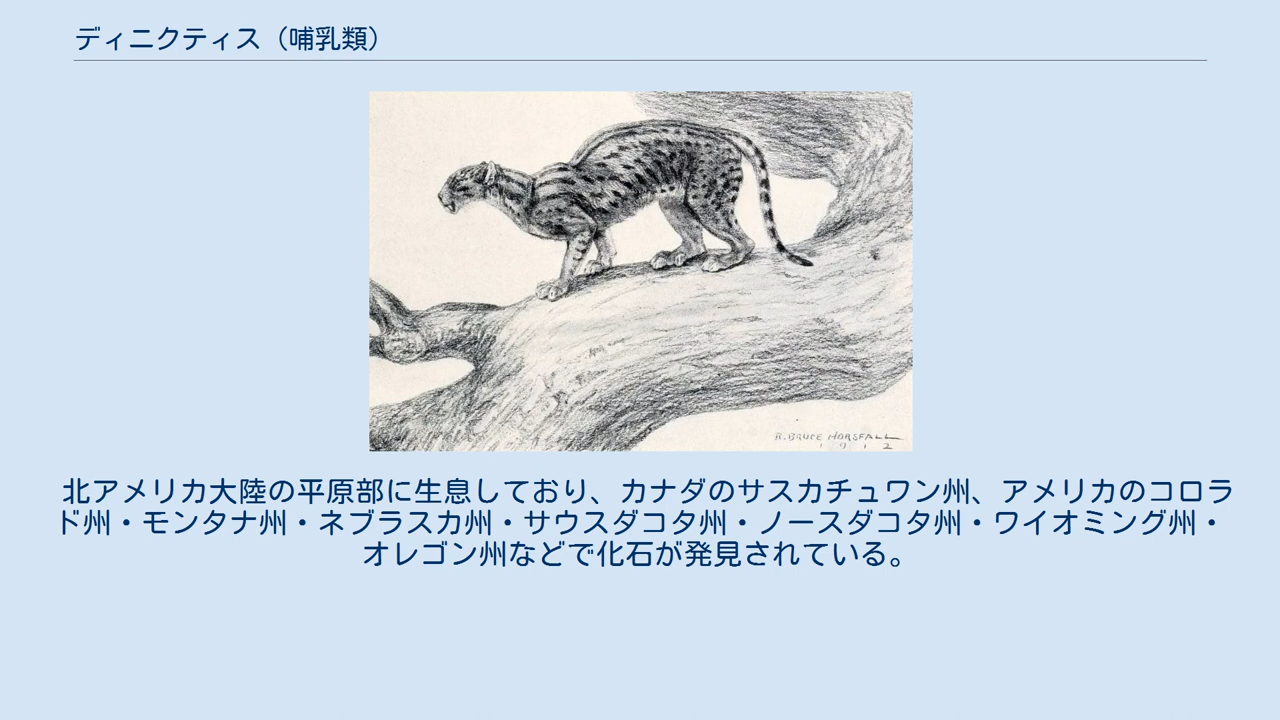 ディニクティス（哺乳類）
R. BRUCE HORSFALL
1912
北アメリカ大陸の平原部に生息しており、カナダのサスカチュワン州、アメリカのコロラ
ド州・モンタナ州・ネブラスカ州・サウスダコタ州・ノースダコタ州・ワイオミング州・
オレゴン州などで化石が発見されている。